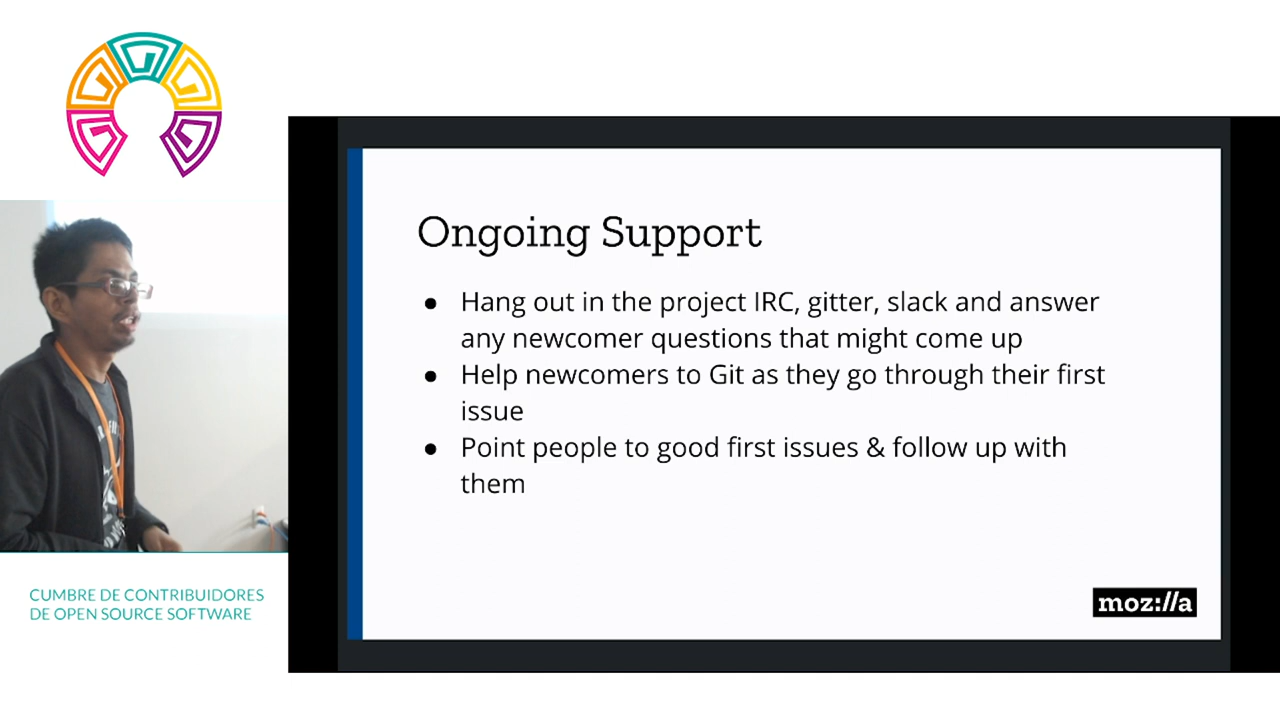 Ongoing Support
● Hang out in the project IRC, gitter, slack and answer
any newcomer questions that might come up
● Help newcomers to Git as they go through their first
issue
● Point people to good first issues & follow up with
them
moz://a
CUMBRE DE CONTRIBUIDORES
DE OPEN SOURCE SOFTWARE